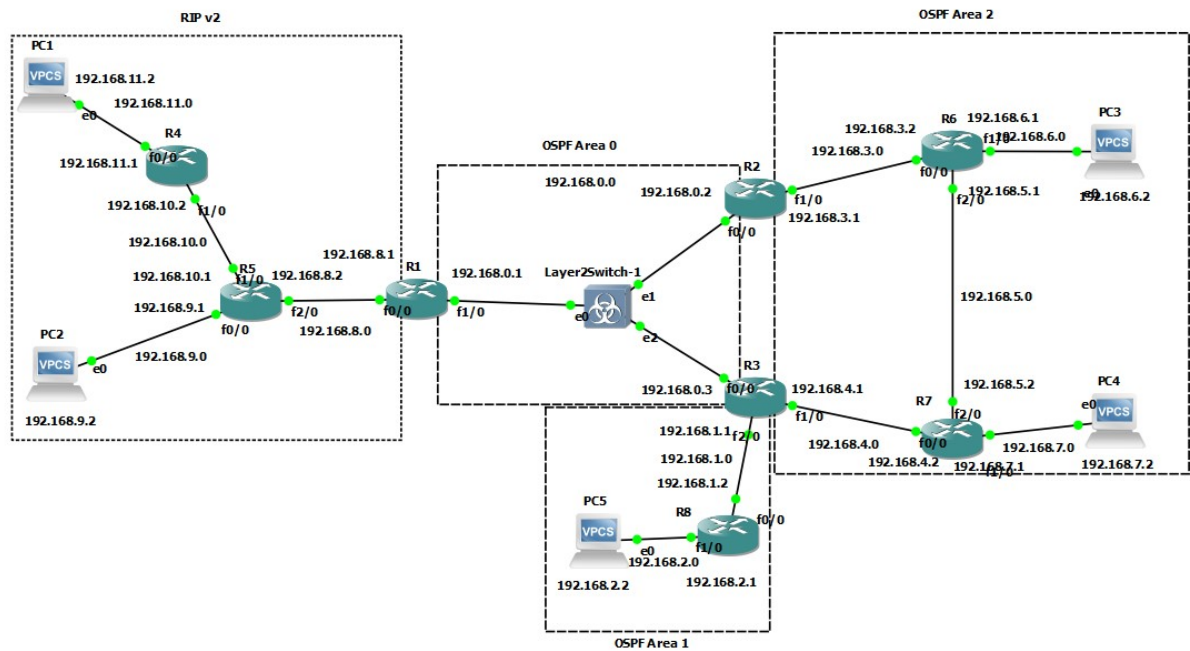 RIP v2
PC1
VPCS
192.168.11.2
192.168.11.0
e0
R4
f0/0
192.168.11.1
192.168.10.2
f1/0
192.168.10.0
192.168.10.1
R5
f1/0
192.168.8.2
192.168.9.1
f2/0
f0/0
192.168.8.0
192.168.9.0
PC2
VPCS
e0
192.168.9.2
192.168.8.1
R1
f0/0
f1/0
192.168.0.1
OSPF Area 0
192.168.0.0
Layer2Switch-1
e0
e1
e2
192.168.0.2
R2
f0/0
f1/0
192.168.3.1
192.168.0.3
R3
f0/0
192.168.4.1
f1/0
192.168.1.1
f2/0
192.168.1.0
192.168.1.2
R8
f0/0
f1/0
PC5
VPCS
e0
192.168.2.0
192.168.2.2
192.168.2.1
OSPF Area 1
OSPF Area 2
192.168.3.2
192.168.3.0
R6
f0/0
192.168.6.1
f1/0
192.168.6.0
PC3
VPCS
e0
192.168.6.2
192.168.5.1
f2/0
192.168.5.0
192.168.5.2
R7
f2/0
f0/0
192.168.4.0
192.168.4.2
192.168.7.1
f1/0
192.168.7.0
PC4
e0
VPCS
192.168.7.2